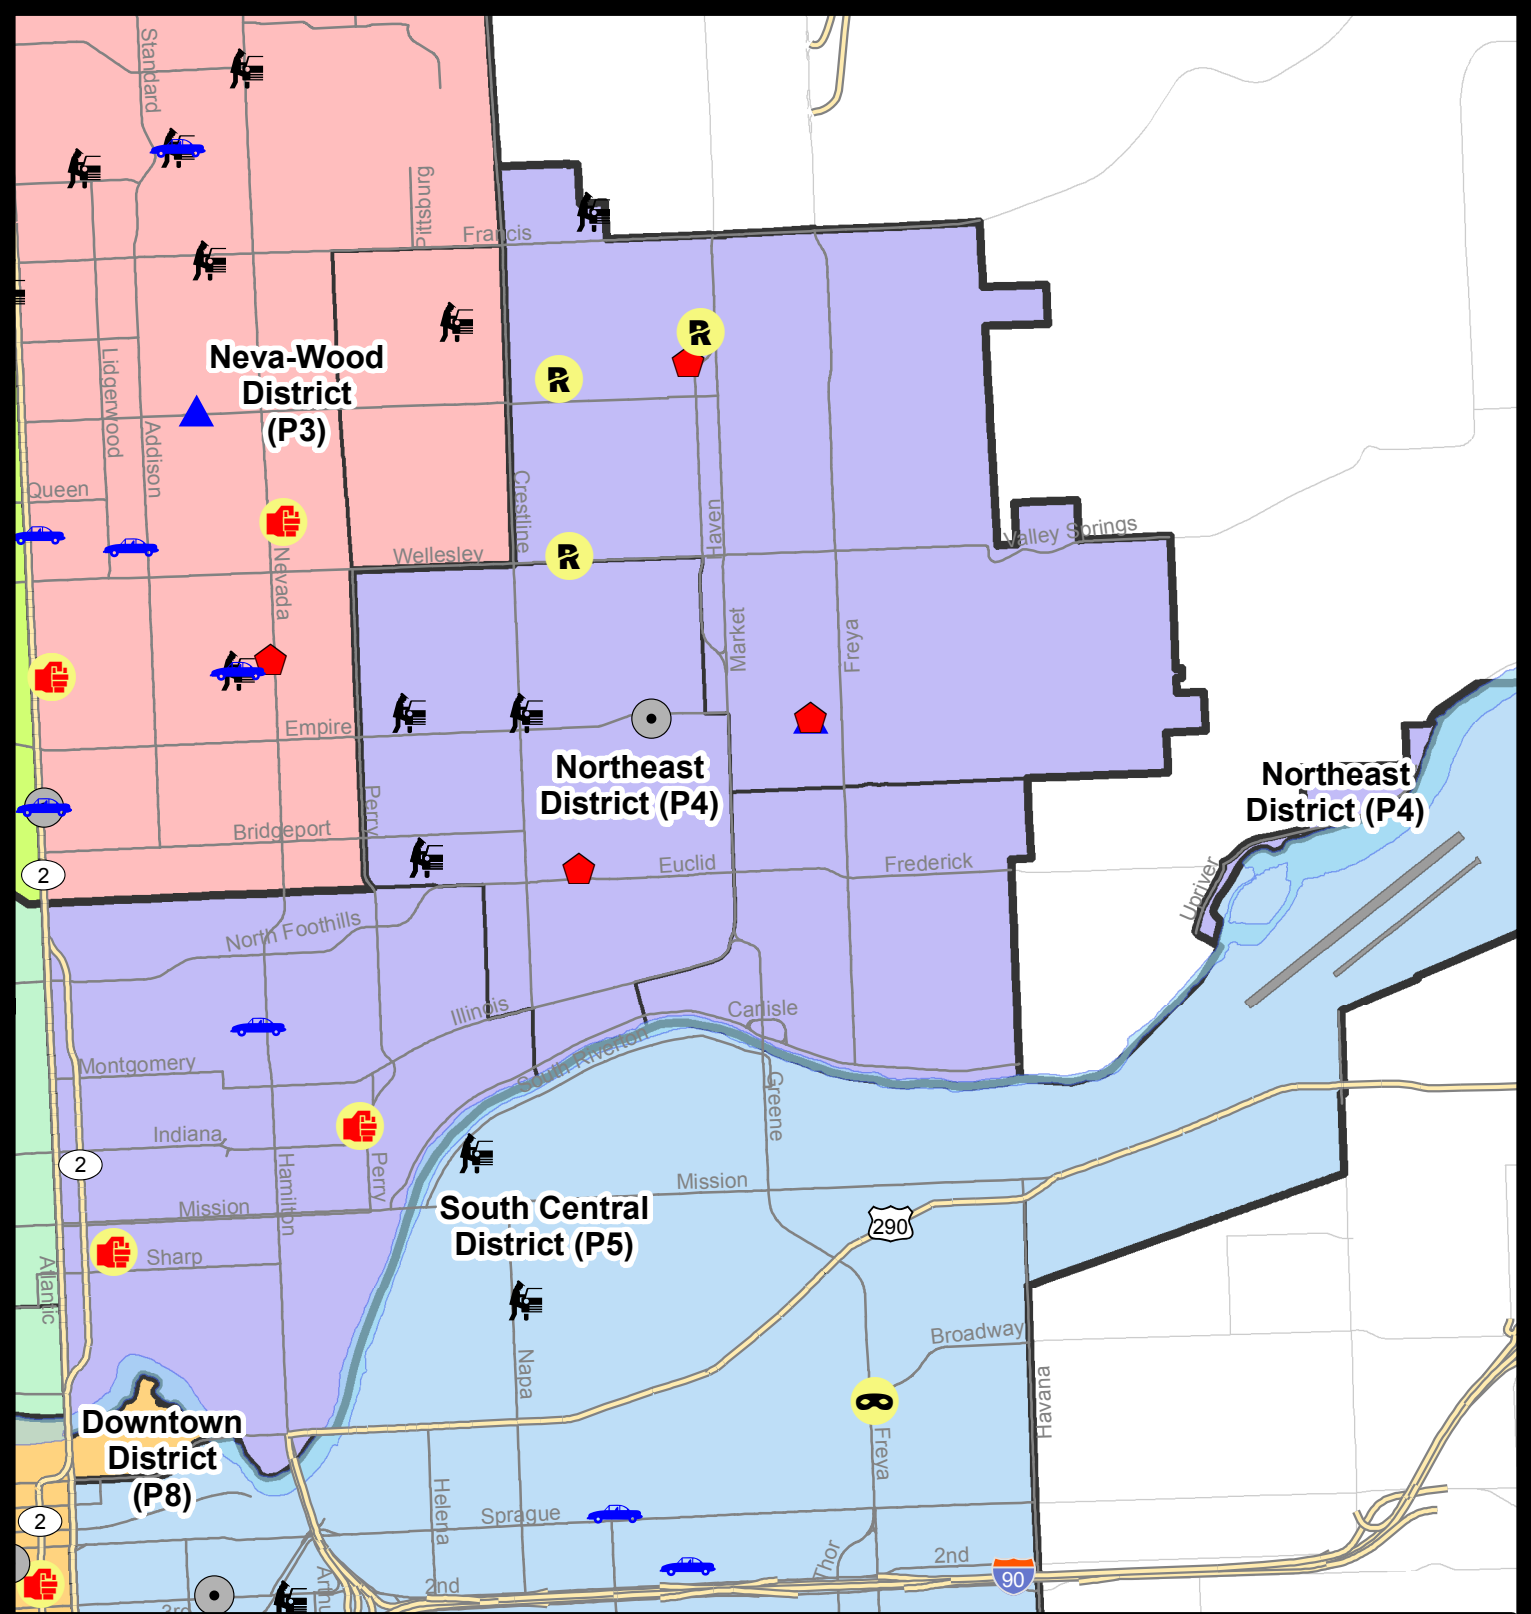 Standard
Pittsburg
Francis
Neva-Wood
District
(P3)
Lidgerwood
Addison
Queen
Crestline
Haven
Valley Springs
Wellesley
Nevada
Market
Freya
Empire
Northeast
District (P4)
Northeast
District (P4)
Perry
Bridgeport
Euclid
Frederick
2
Upriver
North Foothills
Illinois
Carlisle
South Riverton
Montgomery
Greene
Indiana
2
Hamilton
Perry
Mission
Mission
South Central
District (P5)
290
Sharp
Atlantic
Broadway
Napa
Havana
Downtown
District
(P8)
Freya
Helena
Sprague
2
Thor
2nd
90
2nd
3rd